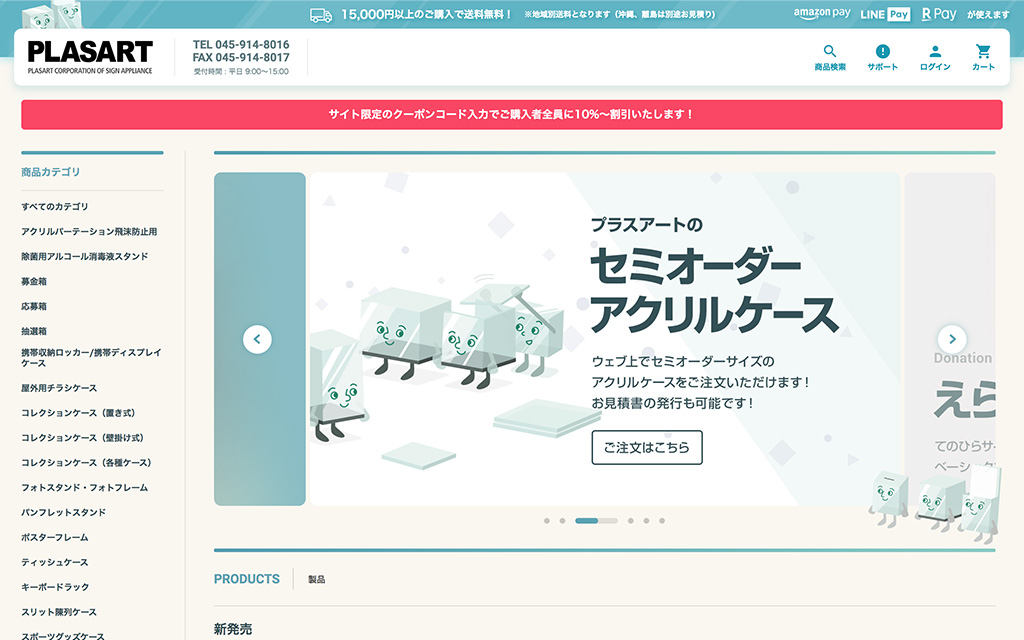 15,000円以上のご購入で送料無料！ ※地域別送料となります（沖縄、離島は別途お見積り）
amazon pay LINE Pay R Pay が使えます
PLASART
PLASART CORPORATION OF SIGN APPLIANCE
TEL 045-914-8016
FAX 045-914-8017
受付時間：平日 9:00〜15:00
商品検索 サポート ログイン カート
サイト限定のクーポンコード入力でご購入者全員に10%〜割引いたします！
商品カテゴリ
すべてのカテゴリ
アクリルパーテーション飛沫防止用
除菌用アルコール消毒液スタンド
募金箱
応募箱
抽選箱
携帯収納ロッカー/携帯ディスプレイ
ケース
屋外用チラシケース
コレクションケース（置き式）
コレクションケース（壁掛け式）
コレクションケース（各種ケース）
フォトスタンド・フォトフレーム
パンフレットスタンド
ポスターフレーム
ティッシュケース
キーボードラック
スリット陳列ケース
スポーツグッズケース
プラスアートの
セミオーダー
アクリルケース
ウェブ上でセミオーダーサイズの
アクリルケースをご注文いただけます！
お見積書の発行も可能です！
ご注文はこちら
Donation
えら
てのひらサ
ベーシック
PRODUCTS 製品
新発売